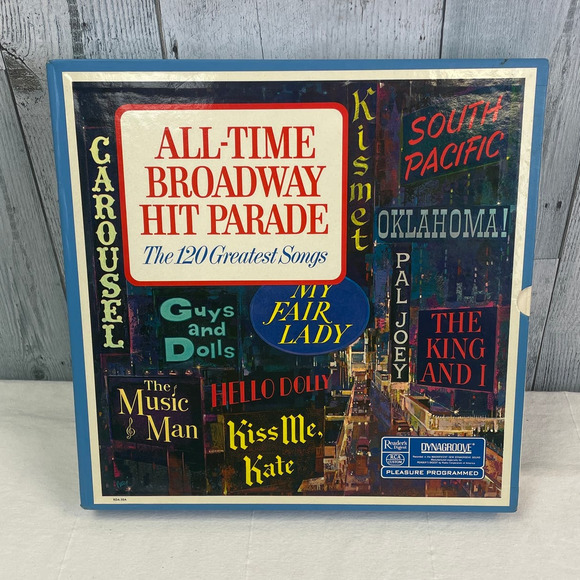 ALL-TIME
BROADWAY
HIT PARADE
The 120 Greatest Songs
CAROUSEL
Kismet
SOUTH
PACIFIC
OKLAHOMA!
PAL JOEY
THE
KING
AND I
MY
FAIR
LADY
Guys
and
Dolls
The
Music
Man
HELLO DOLLY
Kiss Me,
Kate
Reader's
Digest
RCA
CUSTOM
DYNAGROOVE
PLEASURE PROGRAMMED